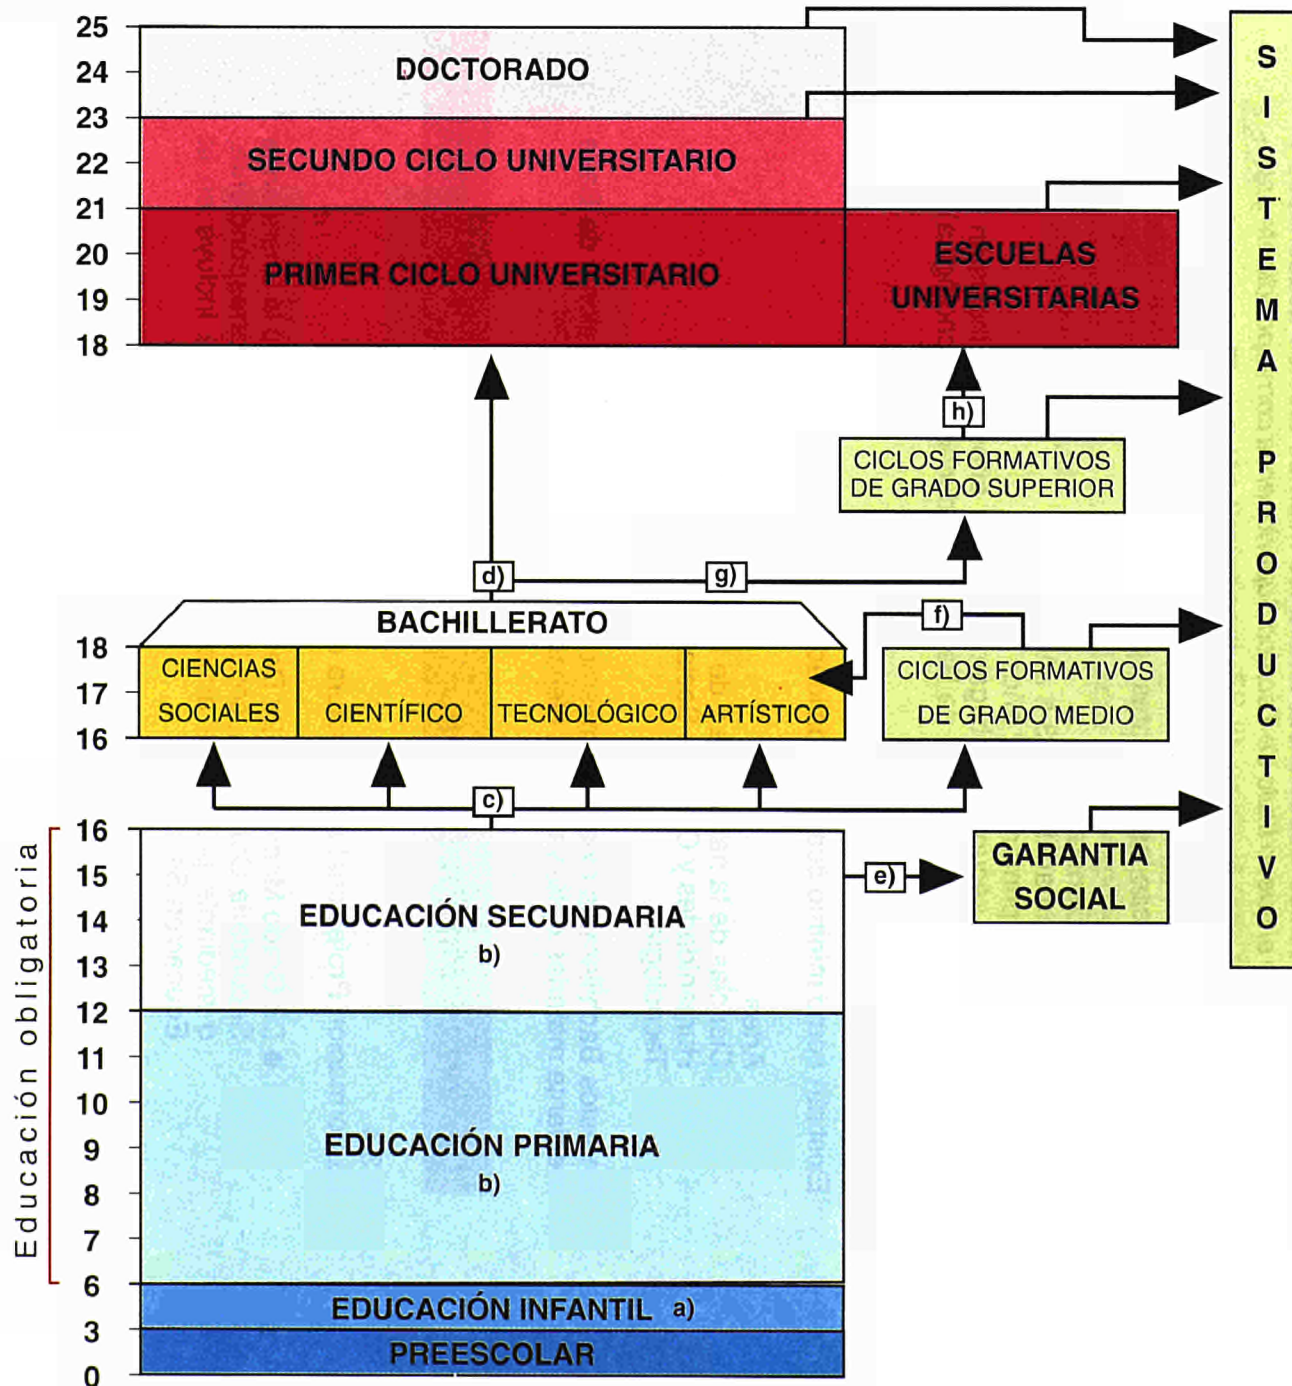 25
24
23
22
21
20
19
18
DOCTORADO
SECUNDO CICLO UNIVERSITARIO
PRIMER CICLO UNIVERSITARIO
ESCUELAS
UNIVERSITARIAS
h)
CICLOS FORMATIVOS
DE GRADO SUPERIOR
d)
g)
BACHILLERATO
f)
18
17
16
CIENCIAS
SOCIALES
CIENTÍFICO
TECNOLÓGICO
ARTÍSTICO
CICLOS FORMATIVOS
DE GRADO MEDIO
c)
16
15
14
13
12
11
10
9
8
7
6
3
0
Educación obligatoria
EDUCACIÓN SECUNDARIA
b)
e)
GARANTIA
SOCIAL
EDUCACIÓN PRIMARIA
b)
EDUCACIÓN INFANTIL a)
PREESCOLAR
SISTEMA PRODUCTIVO